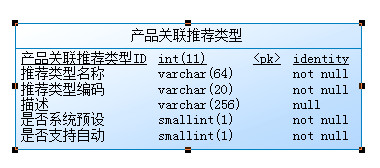 产品关联推荐类型
产品关联推荐类型ID int(11) <pk> identity
推荐类型名称 varchar(64) not null
推荐类型编码 varchar(20) not null
描述 varchar(256) null
是否系统预设 smallint(1) not null
是否支持自动 smallint(1) not null